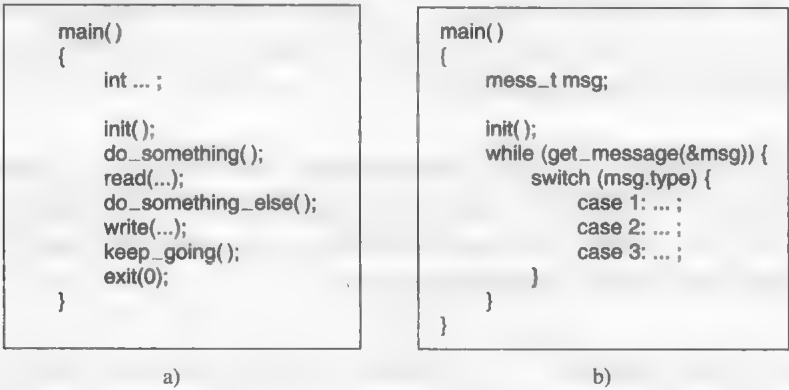 main( )
{
int ... ;
init( );
do_something( );
read(...);
do_something_else( );
write(...);
keep_going( );
exit(0);
}
a)
main( )
{
mess_t msg;
init( );
while (get_message(&msg)) {
switch (msg.type) {
case 1: ... ;
case 2: ... ;
case 3: ... ;
}
}
}
b)